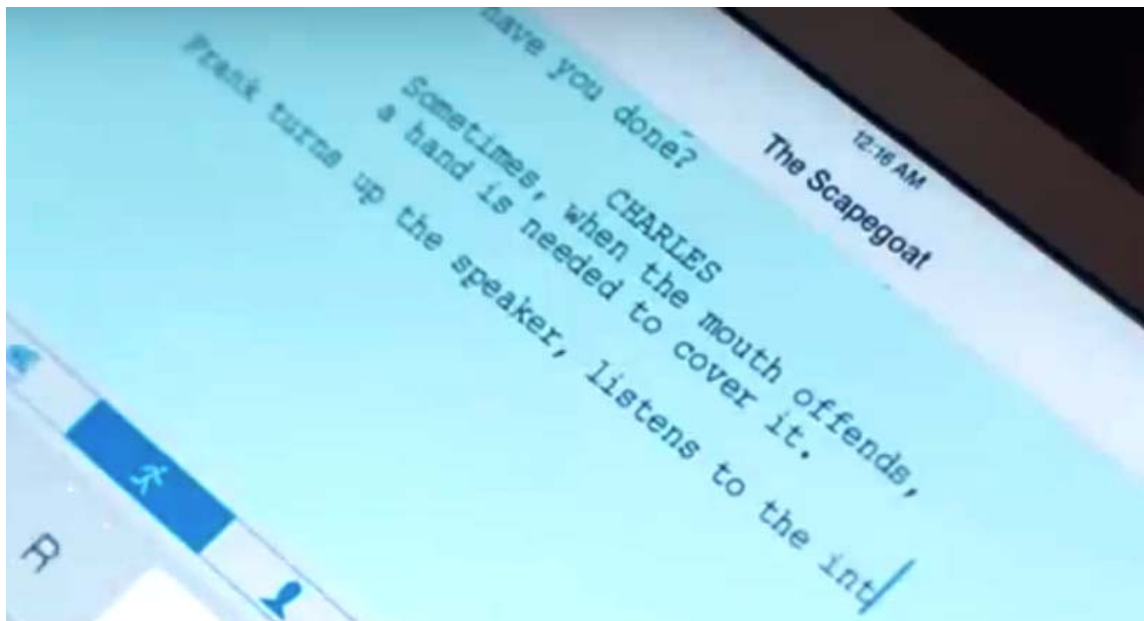 12:16 AM
The Scapegoat
have you done?
CHARLES
Sometimes, when the mouth offends,
a hand is needed to cover it.
Frank turns up the speaker, listens to the int
R